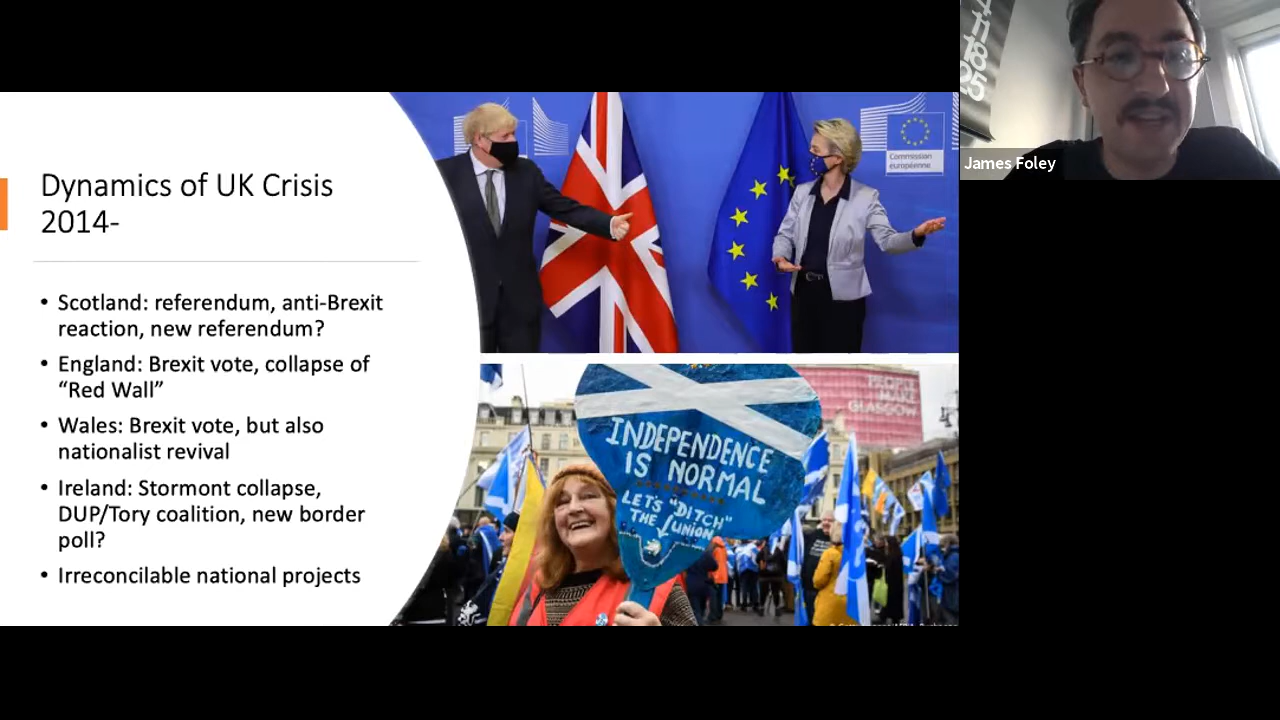 Dynamics of UK Crisis
2014-
• Scotland: referendum, anti-Brexit
reaction, new referendum?
• England: Brexit vote, collapse of
“Red Wall”
• Wales: Brexit vote, but also
nationalist revival
• Ireland: Stormont collapse,
DUP/Tory coalition, new border
poll?
• Irreconcilable national projects
Commission
européenne
PEOPLE
MAKE
GLASGOW
INDEPENDENCE
IS NORMAL
LET'S "DITCH"
THE UNION
James Foley